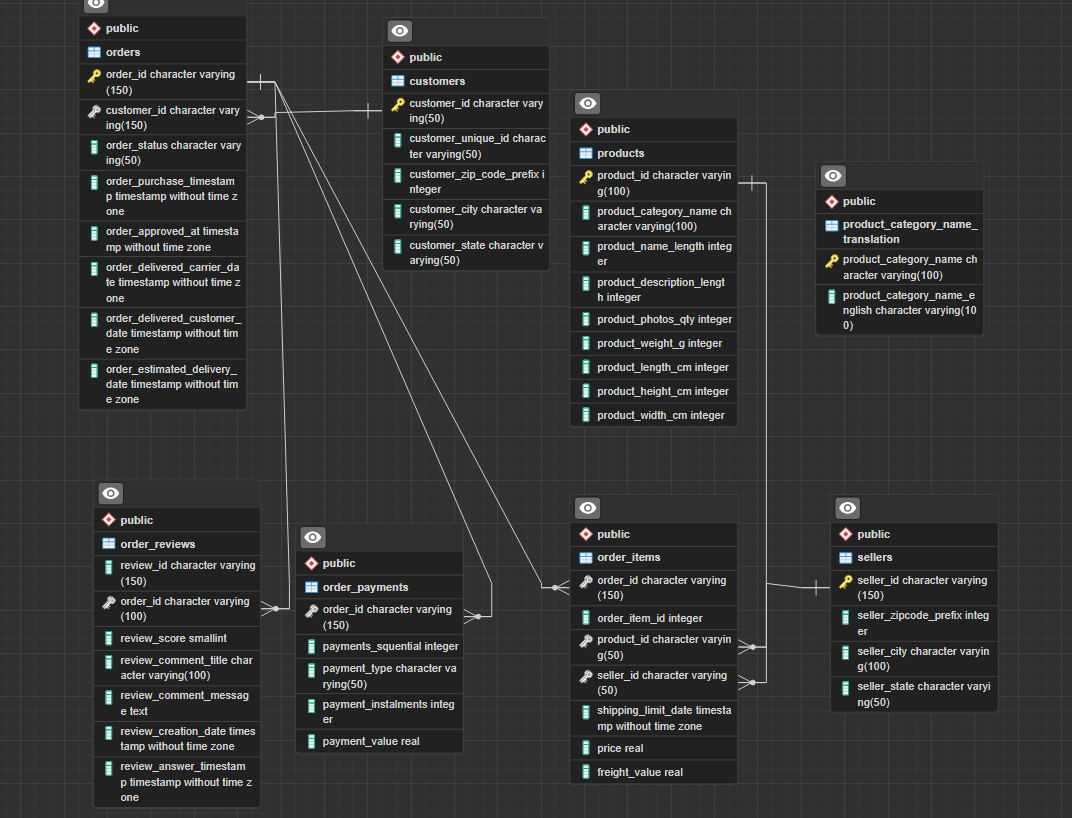 public
orders
order_id character varying
(150)
customer_id character vary
ing(150)
order_status character vary
ing(50)
order_purchase_timestam
p timestamp without time z
one
order_approved_at timesta
mp without time zone
order_delivered_carrier_da
te timestamp without time z
one
order_delivered_customer_
date timestamp without tim
e zone
order_estimated_delivery_
date timestamp without tim
e zone
public
customers
customer_id character vary
ing(50)
customer_unique_id charac
ter varying(50)
customer_zip_code_prefix i
nteger
customer_city character va
rying(50)
customer_state character v
arying(50)
public
products
product_id character varyin
g(100)
product_category_name ch
aracter varying(100)
product_name_length integ
er
product_description_lengt
h integer
product_photos_qty integer
product_weight_g integer
product_length_cm integer
product_height_cm integer
product_width_cm integer
public
product_category_name_
translation
product_category_name ch
aracter varying(100)
product_category_name_e
nglish character varying(10
0)
public
order_reviews
review_id character varying
(150)
order_id character varying
(100)
review_score smallint
review_comment_title char
acter varying(100)
review_comment_messag
e text
review_creation_date times
tamp without time zone
review_answer_timestam
p timestamp without time z
one
public
order_payments
order_id character varying
(150)
payments_squential integer
payment_type character va
rying(50)
payment_instalments integ
er
payment_value real
public
order_items
order_id character varying
(150)
order_item_id integer
product_id character varyin
g(50)
seller_id character varying
(50)
shipping_limit_date timesta
mp without time zone
price real
freight_value real
public
sellers
seller_id character varying
(150)
seller_zipcode_prefix integ
er
seller_city character varyin
g(100)
seller_state character varyi
ng(50)